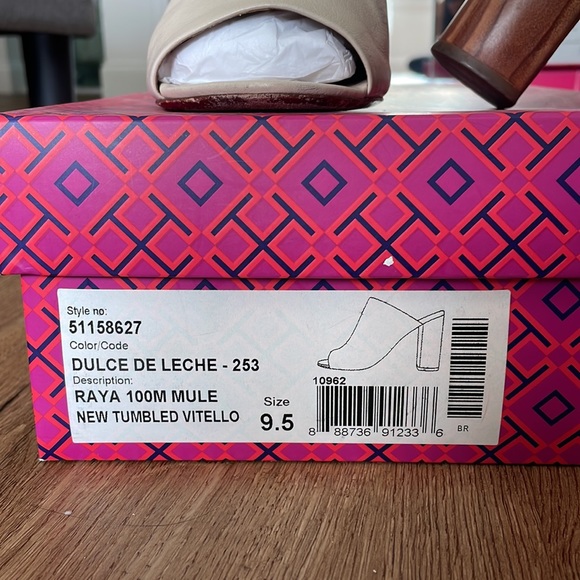 Style no:
51158627
Color/Code
DULCE DE LECHE - 253
Description:
RAYA 100M MULE
NEW TUMBLED VITELLO
Size
9.5
10962
8 88736 91233 6
BR